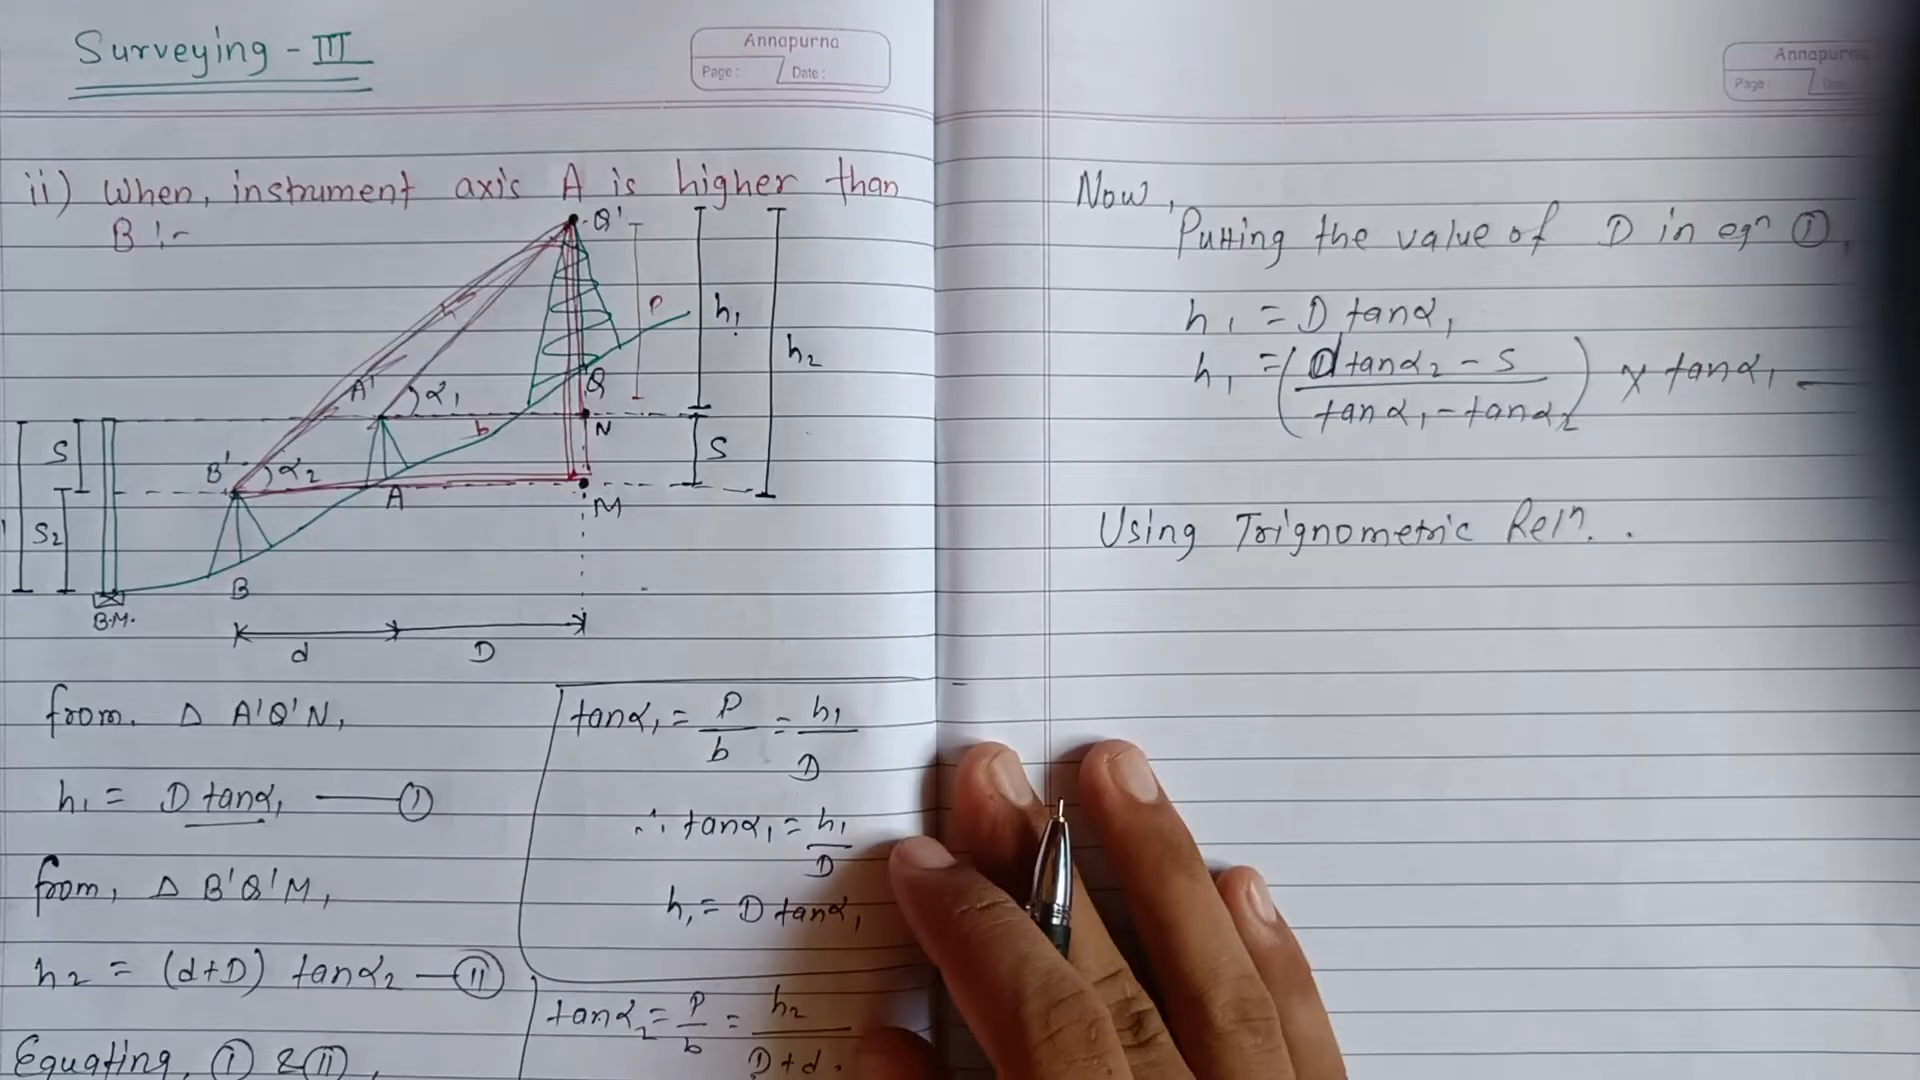 Surveying - III
Annapurna
Page : Date :
ii) When, instrument axis A is higher than
B :-
Q'
P
h₁
h₂
A'
α₁
Q
b
N
S
S
B'
α₂
A
M
S₂
B
B.M.
d
D
from, Δ A'Q'N,
h₁ = D tanα₁ — Ⓘ
from, Δ B'Q'M,
h₂ = (d+D) tanα₂ — Ⓘⓘ
Equating, Ⓘ & Ⓘⓘ,
tanα₁ = P/b = h₁/D
∴ tanα₁ = h₁/D
h₁ = D tanα₁
tanα₂ = P/b = h₂/D+d.
Annapurna
Page :
Now,
Putting the value of D in eqⁿ Ⓘ,
h₁ = D tanα₁
h₁ = (dtanα₂ - S / tanα₁ - tanα₂) × tanα₁ —
Using Trignometric Relⁿ. .